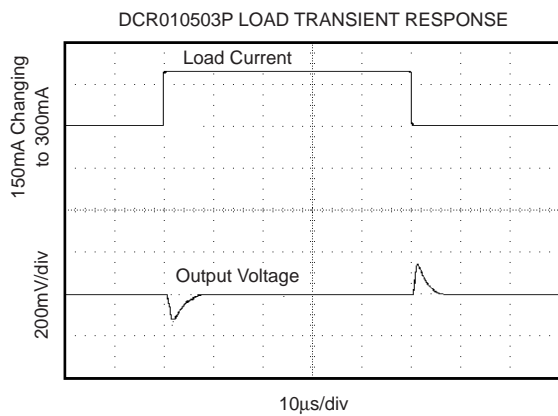 DCR010503P LOAD TRANSIENT RESPONSE
150mA Changing
to 300mA
Load Current
200mV/div
Output Voltage
10μs/div